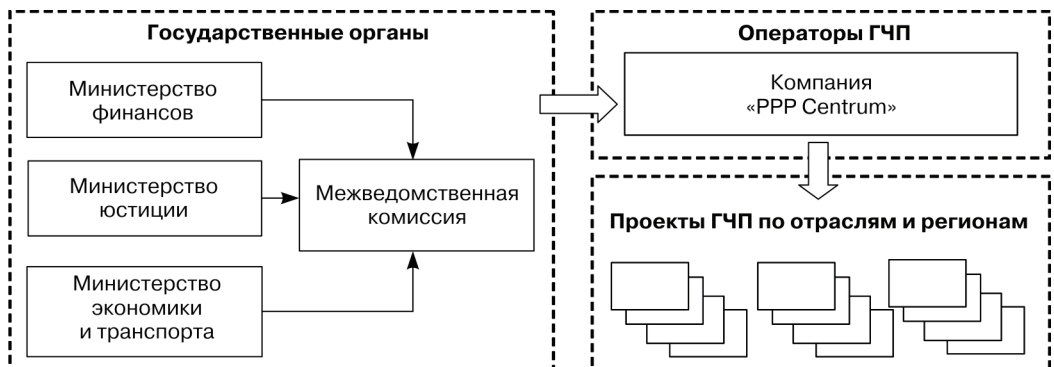 Государственные органы
Министерство
финансов
Министерство
юстиции
Министерство
экономики
и транспорта
Межведомственная
комиссия
Операторы ГЧП
Компания
«PPP Centrum»
Проекты ГЧП по отраслям и регионам